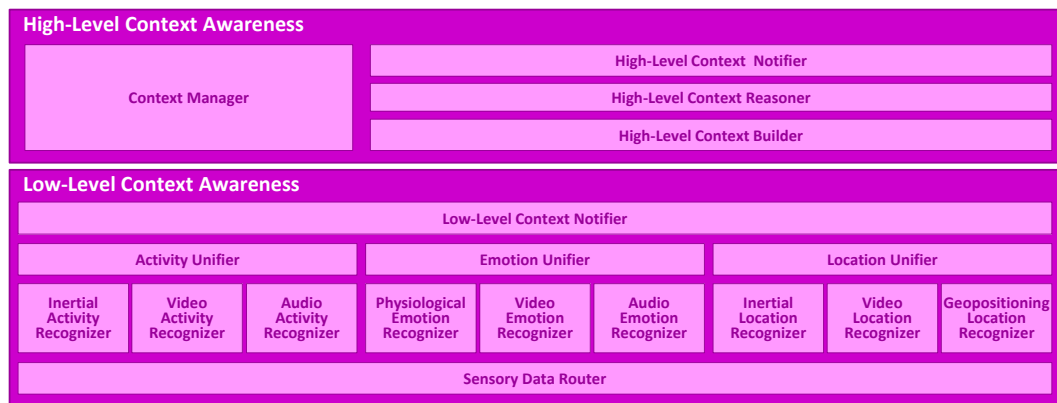 High-Level Context Awareness
Context Manager
High-Level Context Notifier
High-Level Context Reasoner
High-Level Context Builder
Low-Level Context Awareness
Low-Level Context Notifier
Activity Unifier
Emotion Unifier
Location Unifier
Inertial
Activity
Recognizer
Video
Activity
Recognizer
Audio
Activity
Recognizer
Physiological
Emotion
Recognizer
Video
Emotion
Recognizer
Audio
Emotion
Recognizer
Inertial
Location
Recognizer
Video
Location
Recognizer
Geopositioning
Location
Recognizer
Sensory Data Router